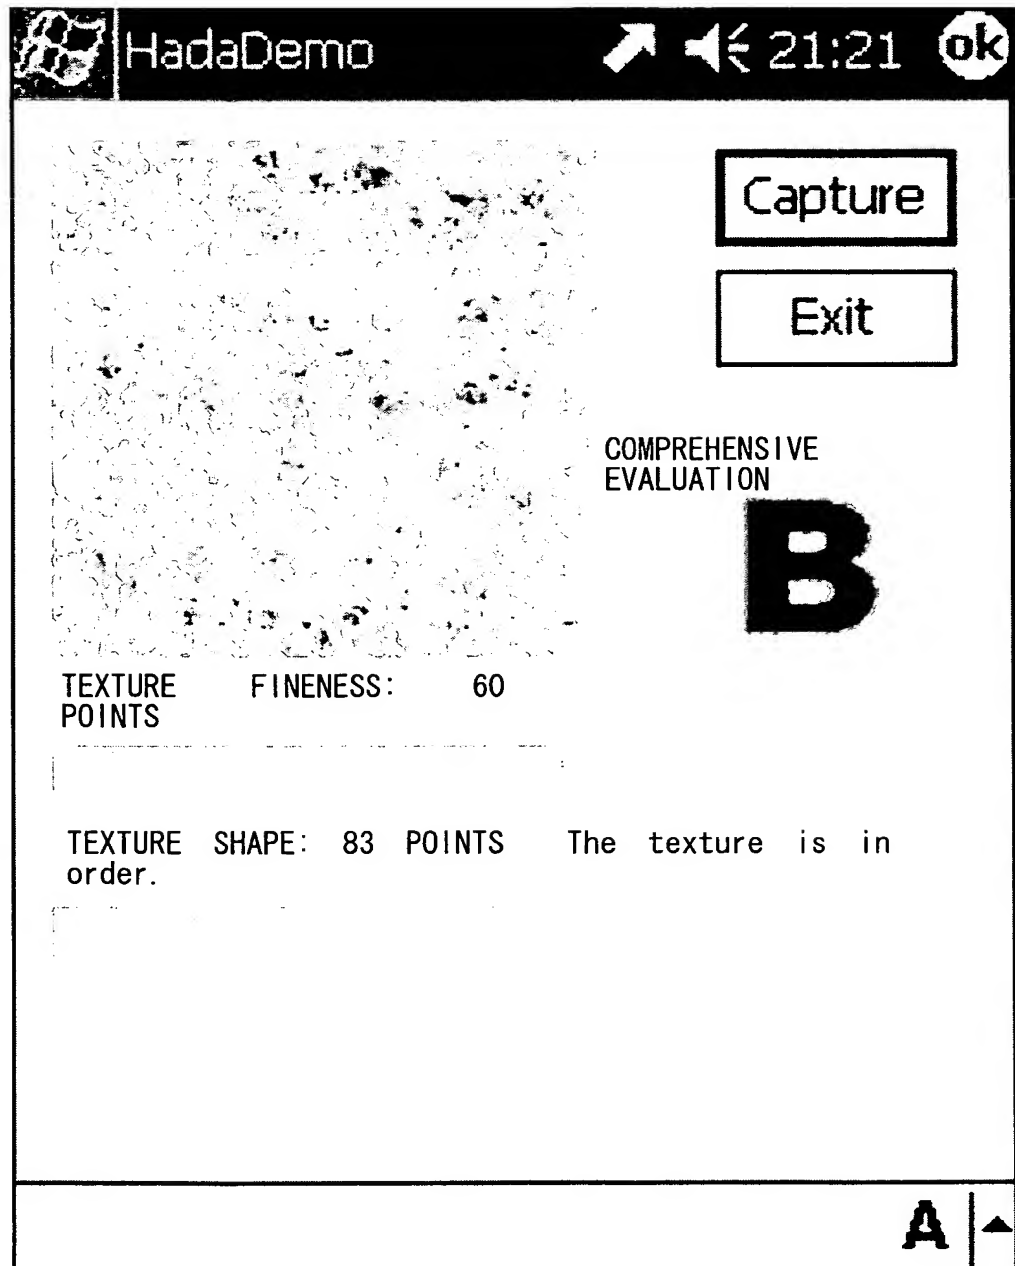 HadaDemo 21:21 ok
Capture
Exit
COMPREHENSIVE
EVALUATION
B
TEXTURE FINENESS: 60
POINTS
TEXTURE SHAPE: 83 POINTS The texture is in
order.
A